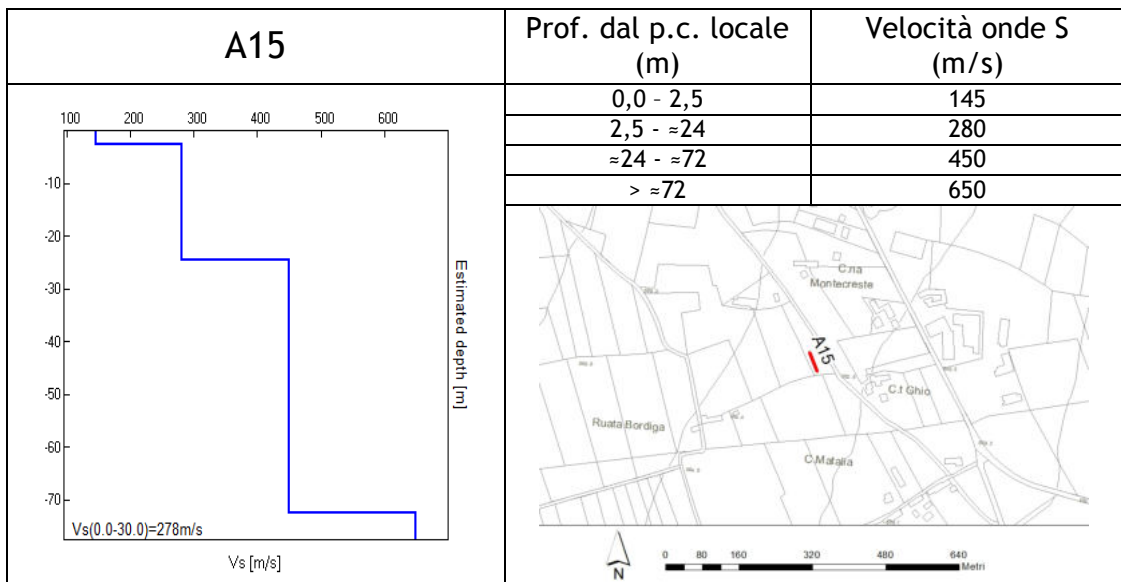 A15
Prof. dal p.c. locale
(m)
Velocità onde S
(m/s)
0,0 – 2,5 145
2,5 - ≈24 280
≈24 - ≈72 450
> ≈72 650
100 200 300 400 500 600
-10
-20
-30
-40
-50
-60
-70
Estimated depth [m]
Vs(0.0-30.0)=278m/s
Vs [m/s]
C.na
Montecreste
A15
C.t Ghio
Ruata Bordiga
C.Matalia
N
0 80 160 320 480 640
Metri